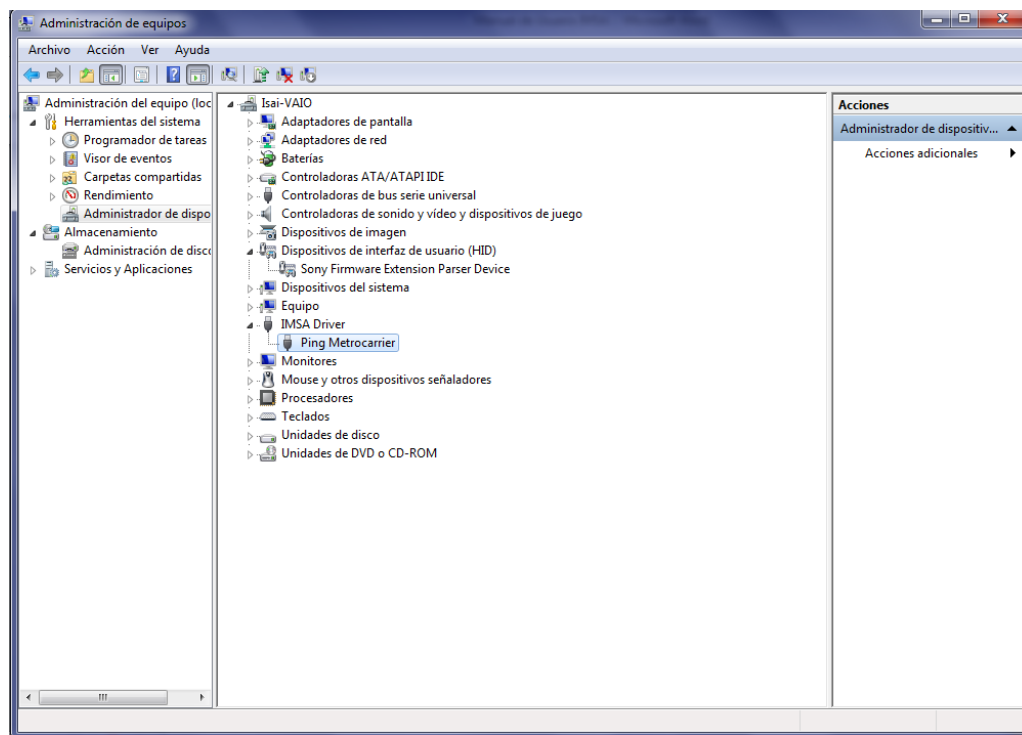 Administración de equipos
Archivo Acción Ver Ayuda
Administración del equipo (loc
Herramientas del sistema
Programador de tareas
Visor de eventos
Carpetas compartidas
Rendimiento
Administrador de dispo
Almacenamiento
Administración de disco
Servicios y Aplicaciones
Isai-VAIO
Adaptadores de pantalla
Adaptadores de red
Baterías
Controladoras ATA/ATAPI IDE
Controladoras de bus serie universal
Controladoras de sonido y vídeo y dispositivos de juego
Dispositivos de imagen
Dispositivos de interfaz de usuario (HID)
Sony Firmware Extension Parser Device
Dispositivos del sistema
Equipo
IMSA Driver
Ping Metrocarrier
Monitores
Mouse y otros dispositivos señaladores
Procesadores
Teclados
Unidades de disco
Unidades de DVD o CD-ROM
Acciones
Administrador de dispositiv...
Acciones adicionales